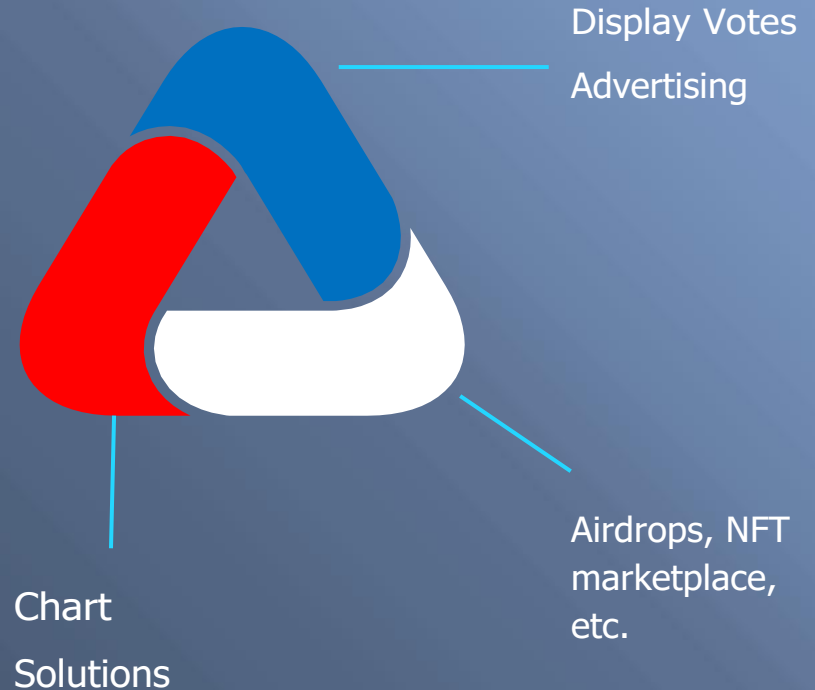 Display Votes
Advertising
Airdrops, NFT
marketplace,
etc.
Chart
Solutions